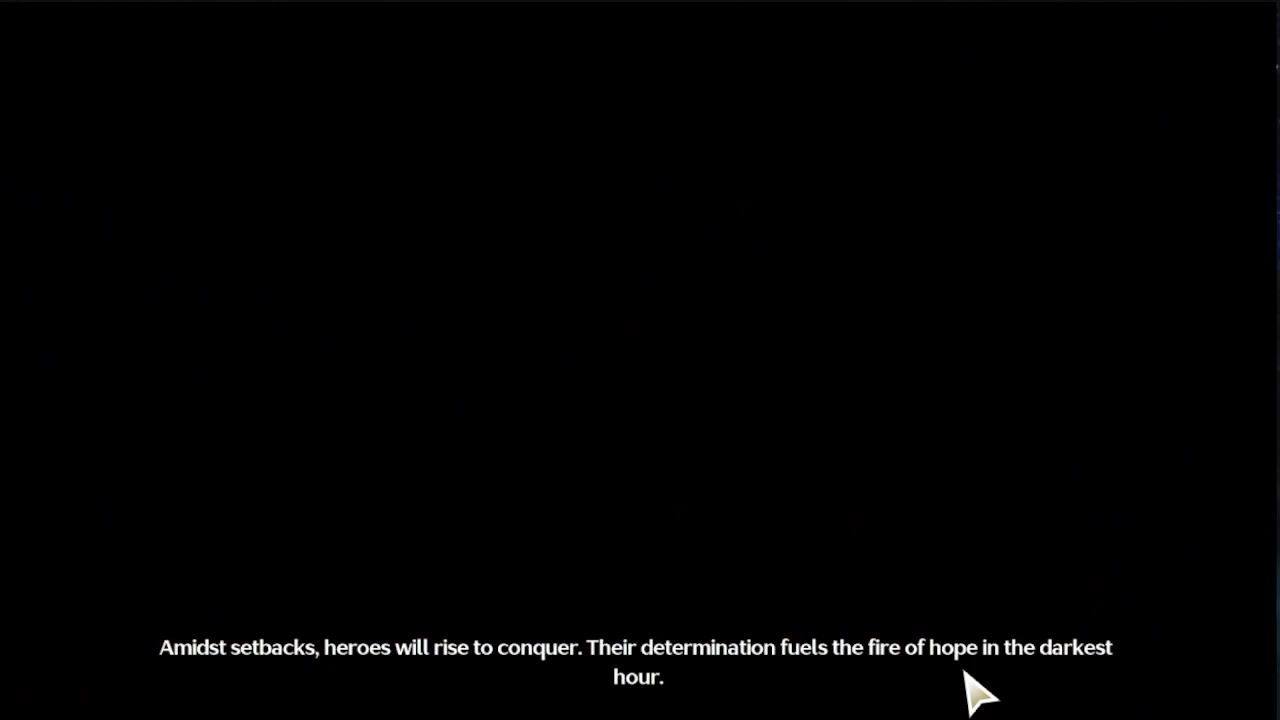 Amidst setbacks, heroes will rise to conquer. Their determination fuels the fire of hope in the darkest
hour.